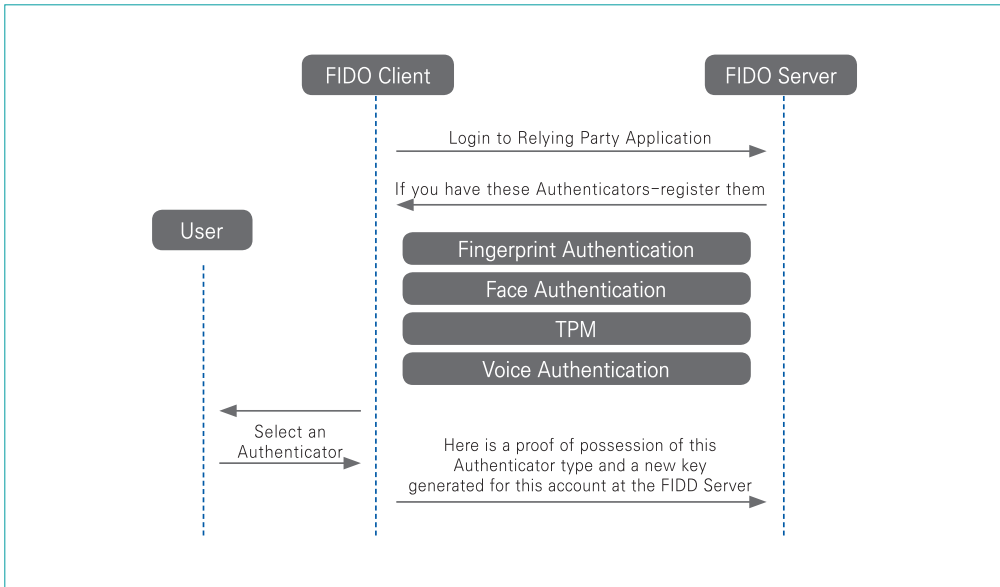 FIDO Client
FIDO Server
Login to Relying Party Application
If you have these Authenticators-register them
User
Fingerprint Authentication
Face Authentication
TPM
Voice Authentication
Select an
Authenticator
Here is a proof of possession of this
Authenticator type and a new key
generated for this account at the FIDD Server